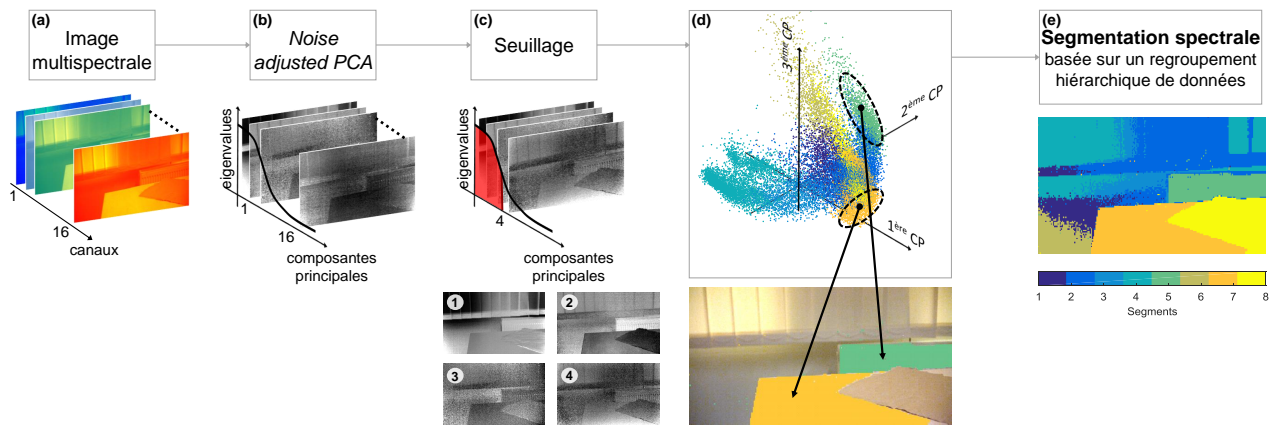 (a)
Image
multispectrale
(b)
Noise
adjusted PCA
(c)
Seuillage
(d)
(e)
Segmentation spectrale
basée sur un regroupement
hiérarchique de données
1
16
canaux
eigenvalues
1
16
composantes
principales
eigenvalues
4
composantes
principales
1
2
3
4
3ème CP
2ème CP
1ère CP
1 2 3 4 5 6 7 8
Segments